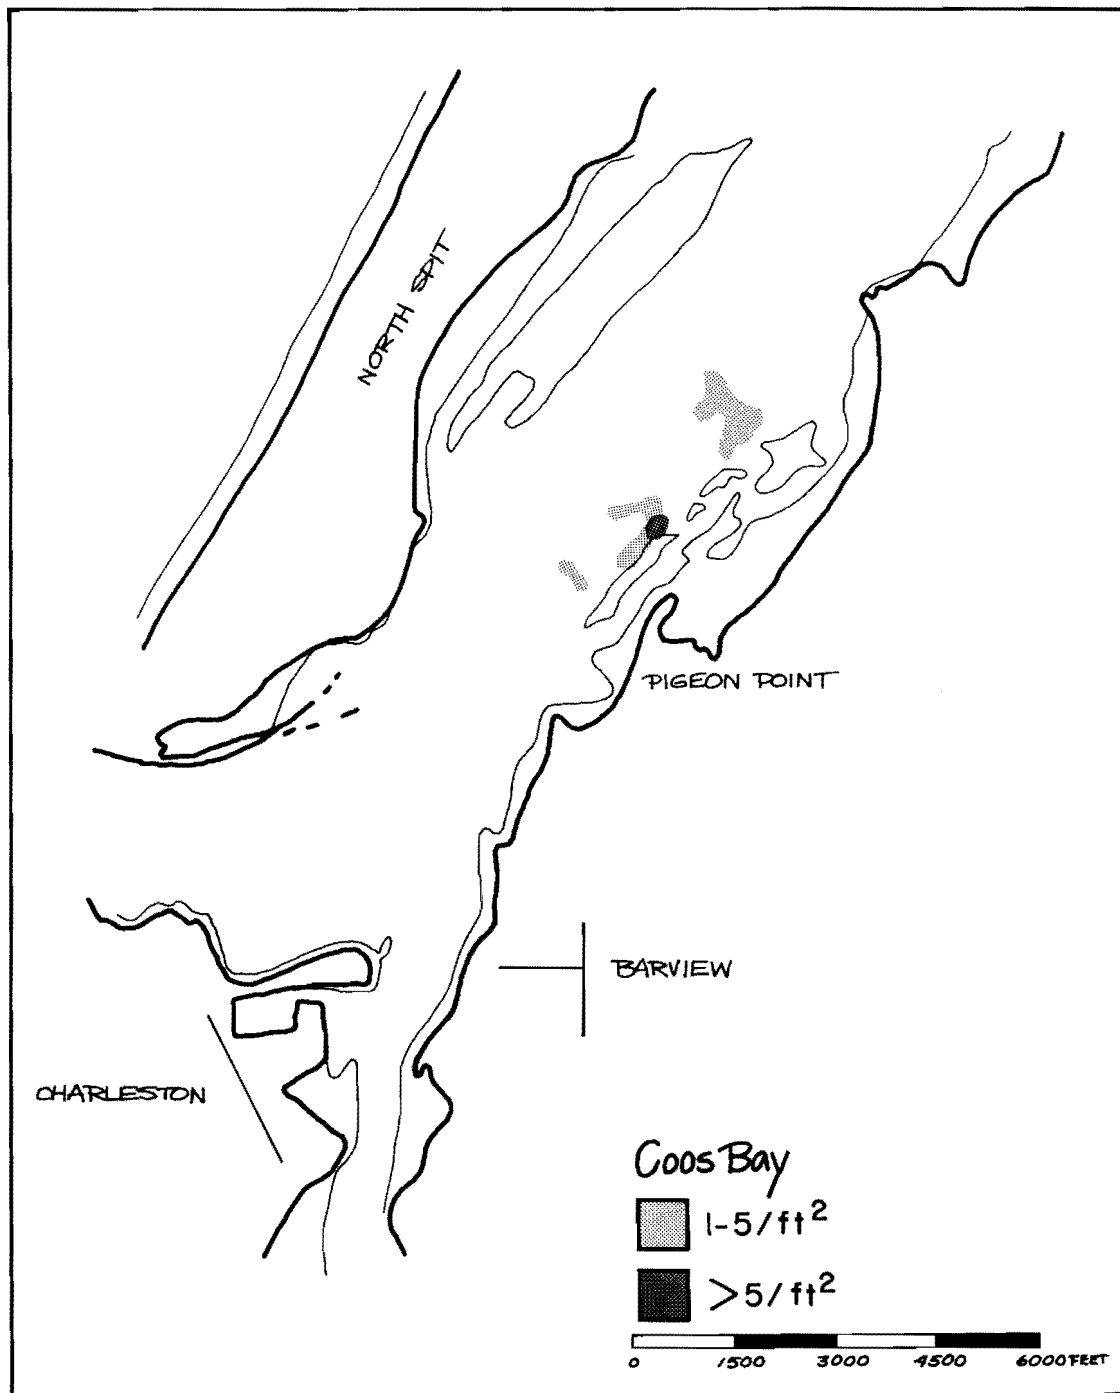 NORTH SPIT
PIGEON POINT
BARVIEW
CHARLESTON
Coos Bay
1-5/ft²
>5/ft²
0 1500 3000 4500 6000 FEET